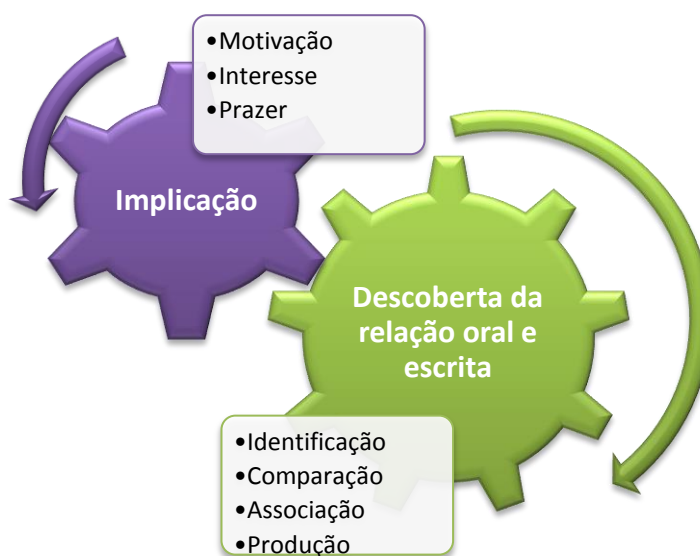 •Motivação
•Interesse
•Prazer
Implicação
Descoberta da
relação oral e
escrita
•Identificação
•Comparação
•Associação
•Produção